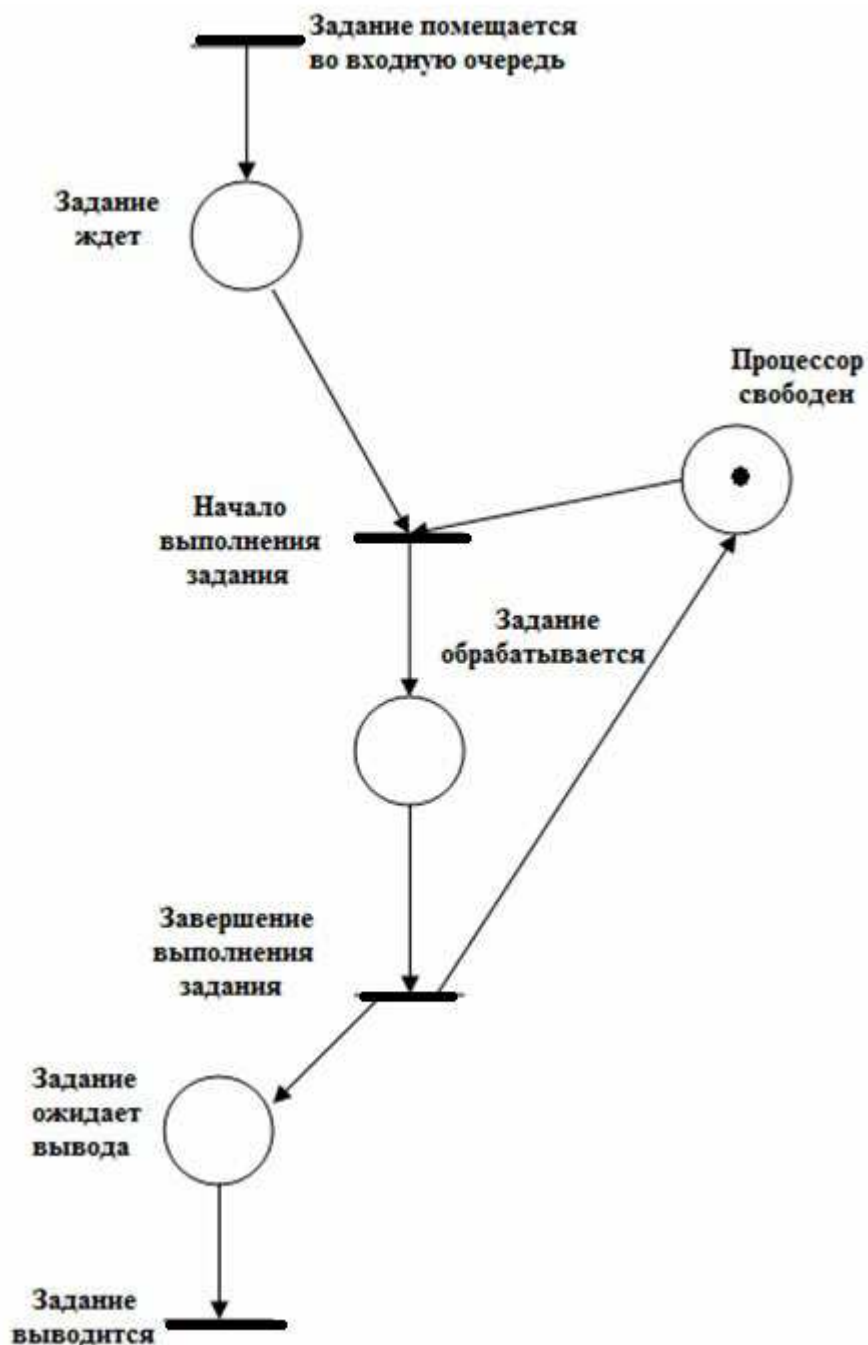 Задание помещается
во входную очередь
Задание
ждет
Процессор
свободен
Начало
выполнения
задания
Задание
обрабатывается
Завершение
выполнения
задания
Задание
ожидает
вывода
Задание
выводится